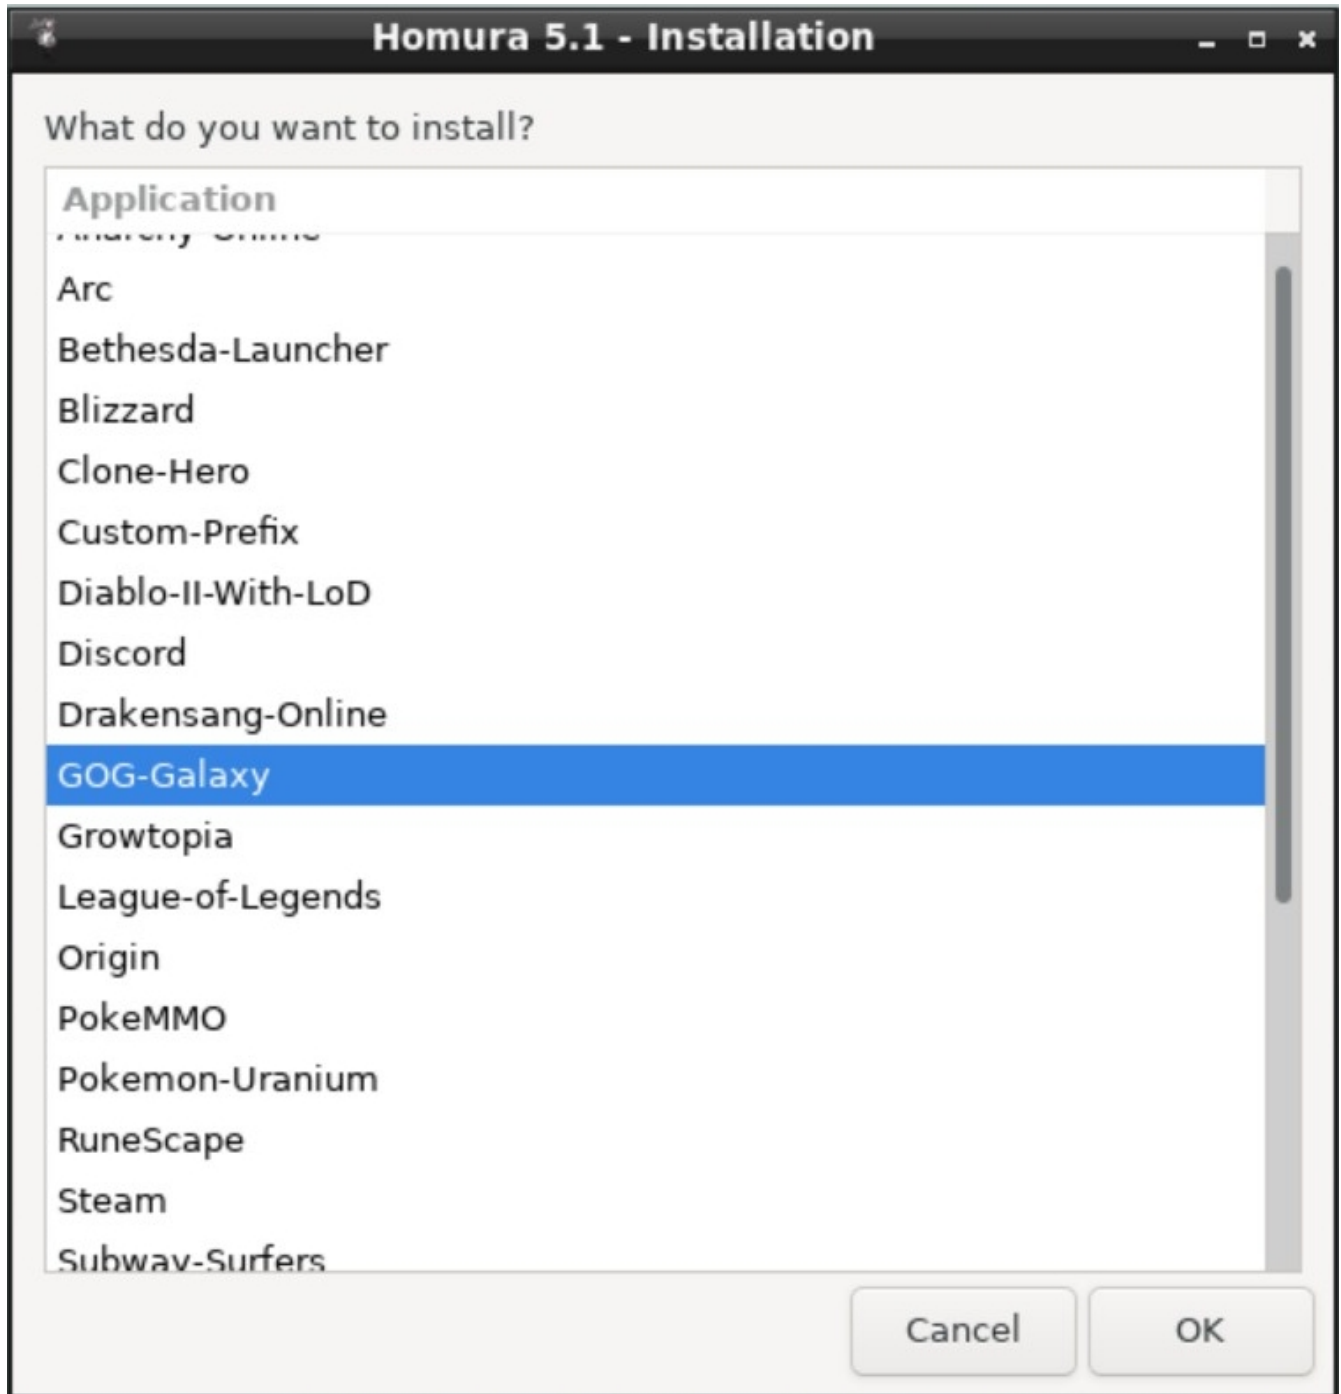 Homura 5.1 - Installation
What do you want to install?
Application
Anarchy-Online
Arc
Bethesda-Launcher
Blizzard
Clone-Hero
Custom-Prefix
Diablo-II-With-LoD
Discord
Drakensang-Online
GOG-Galaxy
Growtopia
League-of-Legends
Origin
PokeMMO
Pokemon-Uranium
RuneScape
Steam
Subway-Surfers
Cancel OK